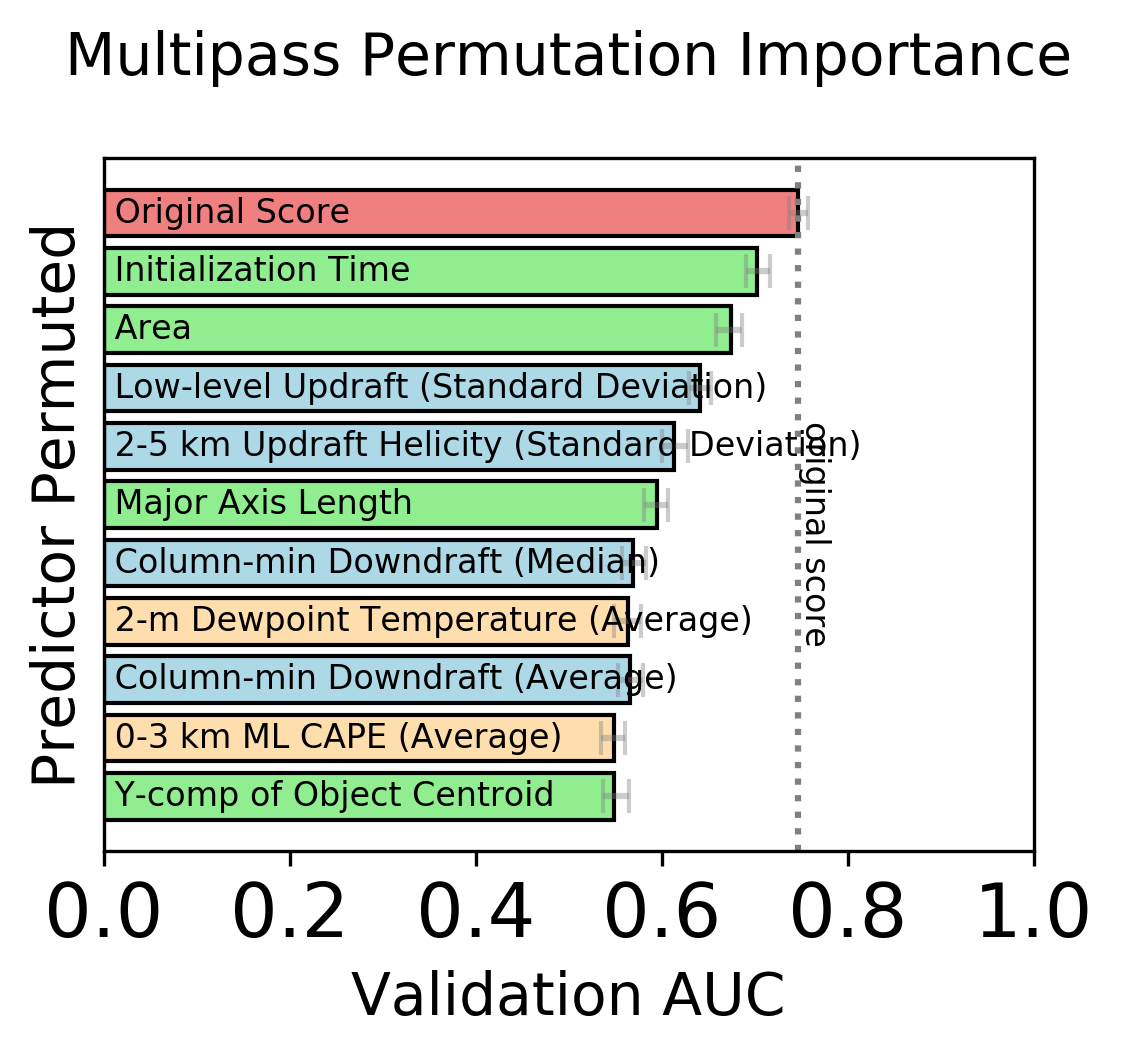 Multipass Permutation Importance
Predictor Permuted
Original Score
Initialization Time
Area
Low-level Updraft (Standard Deviation)
2-5 km Updraft Helicity (Standard Deviation)
Major Axis Length
Column-min Downdraft (Median)
2-m Dewpoint Temperature (Average)
Column-min Downdraft (Average)
0-3 km ML CAPE (Average)
Y-comp of Object Centroid
original score
0.0 0.2 0.4 0.6 0.8 1.0
Validation AUC